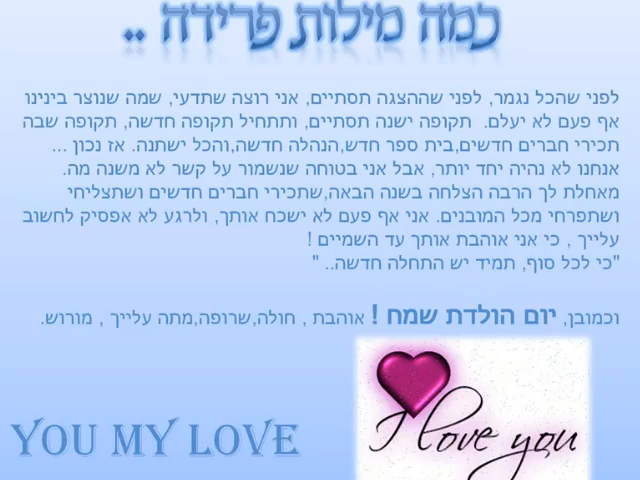 כמה מילות פרידה ..
לפני שהכל נגמר, לפני שההצגה תסתיים, אני רוצה שתדעי, שמה שנוצר בינינו
אף פעם לא יעלם. תקופה ישנה תסתיים, ותתחיל תקופה חדשה, תקופה שבה
תכירי חברים חדשים,בית ספר חדש,הנהלה חדשה,והכל ישתנה. אז נכון ...
אנחנו לא נהיה יחד יותר, אבל אני בטוחה שנשמור על קשר לא משנה מה.
מאחלת לך הרבה הצלחה בשנה הבאה,שתכירי חברים חדשים ושתצליחי
ושתפרחי מכל המובנים. אני אף פעם לא ישכח אותך, ולרגע לא אפסיק לחשוב
עלייך , כי אני אוהבת אותך עד השמיים !
"כי לכל סוף, תמיד יש התחלה חדשה.. "
וכמובן, יום הולדת שמח ! אוהבת , חולה,שרופה,מתה עלייך , מורוש.
I love you
YOU MY LOVE